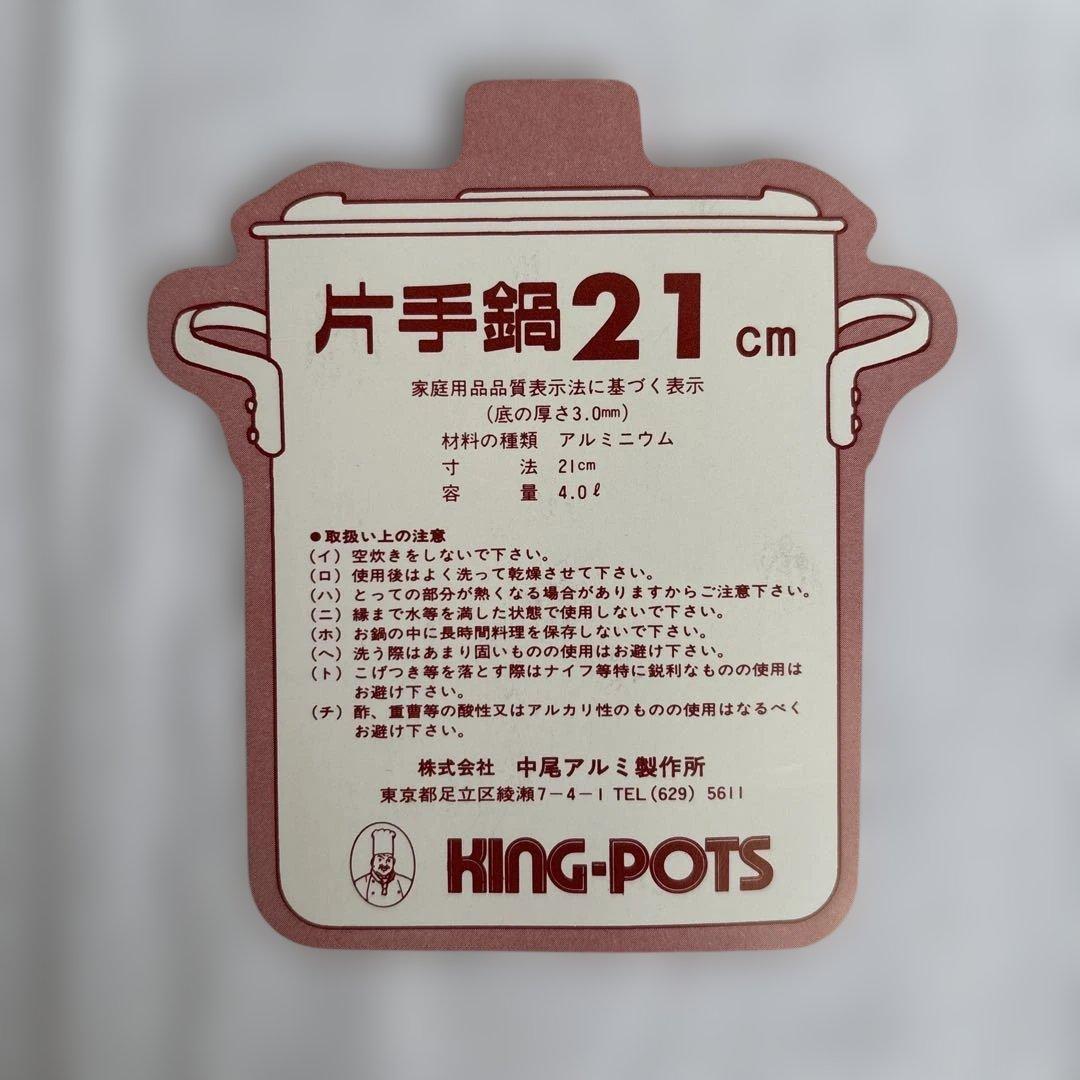 片手鍋21cm
家庭用品品質表示法に基づく表示
(底の厚さ3.0mm)
材料の種類 アルミニウム
寸法 21cm
容量 4.0ℓ
●取扱い上の注意
(イ) 空炊きをしないで下さい。
(ロ) 使用後はよく洗って乾燥させて下さい。
(ハ) とっての部分が熱くなる場合がありますからご注意下さい。
(ニ) 縁まで水等を満した状態で使用しないで下さい。
(ホ) お鍋の中に長時間料理を保存しないで下さい。
(ヘ) 洗う際はあまり固いものの使用はお避け下さい。
(ト) こげつき等を落とす際はナイフ等特に鋭利なものの使用は
お避け下さい。
(チ) 酢、重曹等の酸性又はアルカリ性のものの使用はなるべく
お避け下さい。
株式会社 中尾アルミ製作所
東京都足立区綾瀬7-4-1 TEL(629) 5611
KING-POTS